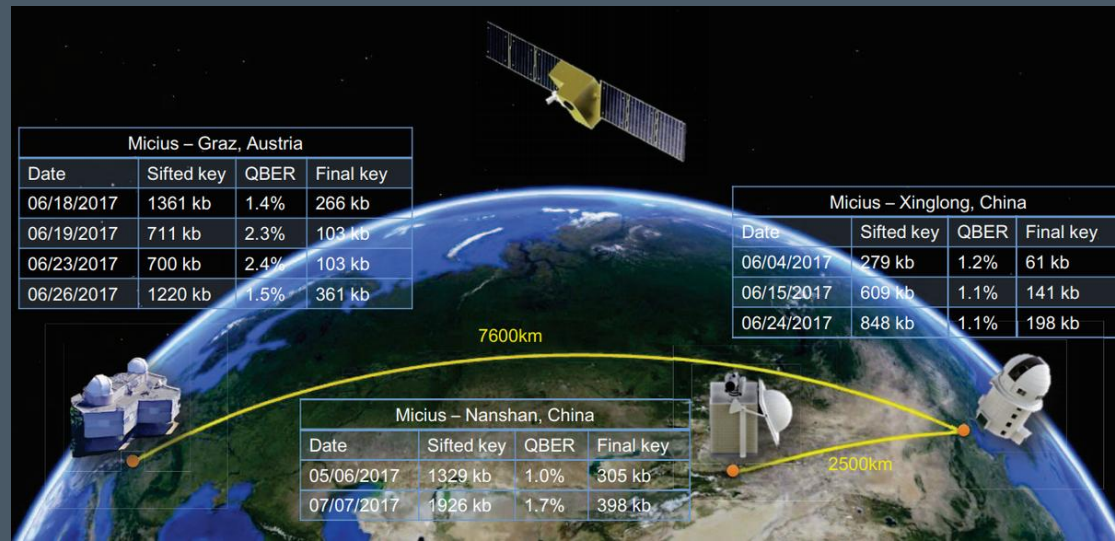 Micius – Graz, Austria
Date Sifted key QBER Final key
06/18/2017 1361 kb 1.4% 266 kb
06/19/2017 711 kb 2.3% 103 kb
06/23/2017 700 kb 2.4% 103 kb
06/26/2017 1220 kb 1.5% 361 kb
Micius – Xinglong, China
Date Sifted key QBER Final key
06/04/2017 279 kb 1.2% 61 kb
06/15/2017 609 kb 1.1% 141 kb
06/24/2017 848 kb 1.1% 198 kb
7600km
Micius – Nanshan, China
Date Sifted key QBER Final key
05/06/2017 1329 kb 1.0% 305 kb
07/07/2017 1926 kb 1.7% 398 kb
2500km